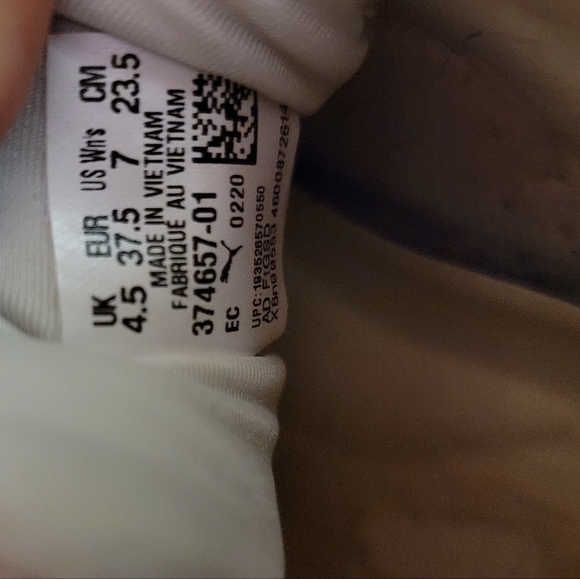 UK EUR US Wn's CM
4.5 37.5 7 23.5
MADE IN VIETNAM
FABRIQUE AU VIETNAM
374657-01
EC 0220
UPC:193526570550